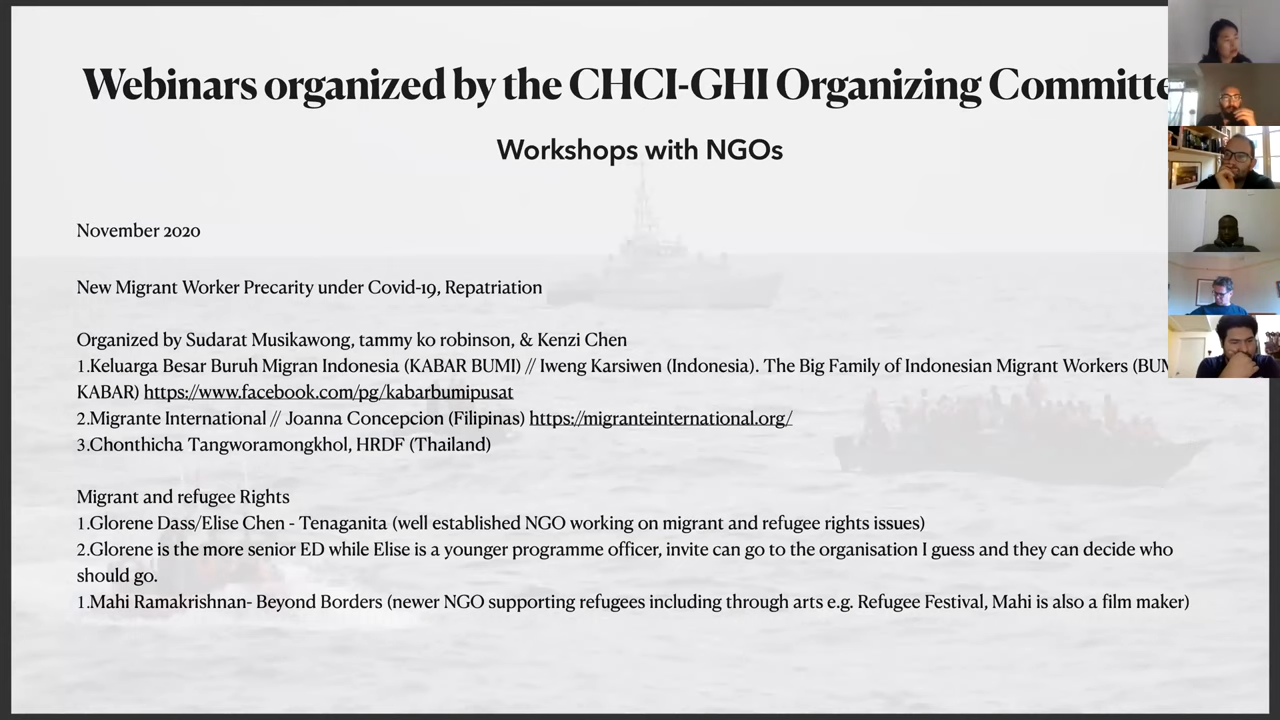 Webinars organized by the CHCI-GHI Organizing Committe
Workshops with NGOs
November 2020
New Migrant Worker Precarity under Covid-19, Repatriation
Organized by Sudarat Musikawong, tammy ko robinson, & Kenzi Chen
1.Keluarga Besar Buruh Migran Indonesia (KABAR BUMI) // Iweng Karsiwen (Indonesia). The Big Family of Indonesian Migrant Workers (BUM
KABAR) https://www.facebook.com/pg/kabarbumipusat
2.Migrante International // Joanna Concepcion (Filipinas) https://migranteinternational.org/
3.Chonthicha Tangworamongkhol, HRDF (Thailand)
Migrant and refugee Rights
1.Glorene Dass/Elise Chen - Tenaganita (well established NGO working on migrant and refugee rights issues)
2.Glorene is the more senior ED while Elise is a younger programme officer, invite can go to the organisation I guess and they can decide who
should go.
1.Mahi Ramakrishnan- Beyond Borders (newer NGO supporting refugees including through arts e.g. Refugee Festival, Mahi is also a film maker)